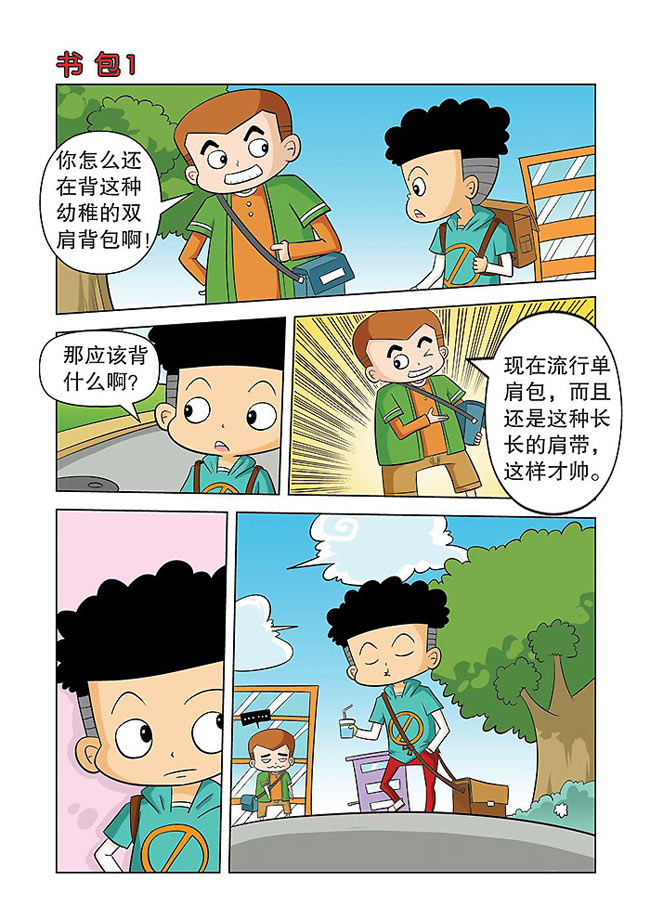 书包1
你怎么还
在背这种
幼稚的双
肩背包啊!
那应该背
什么啊?
现在流行单
肩包，而且
还是这种长
长的肩带，
这样才帅。